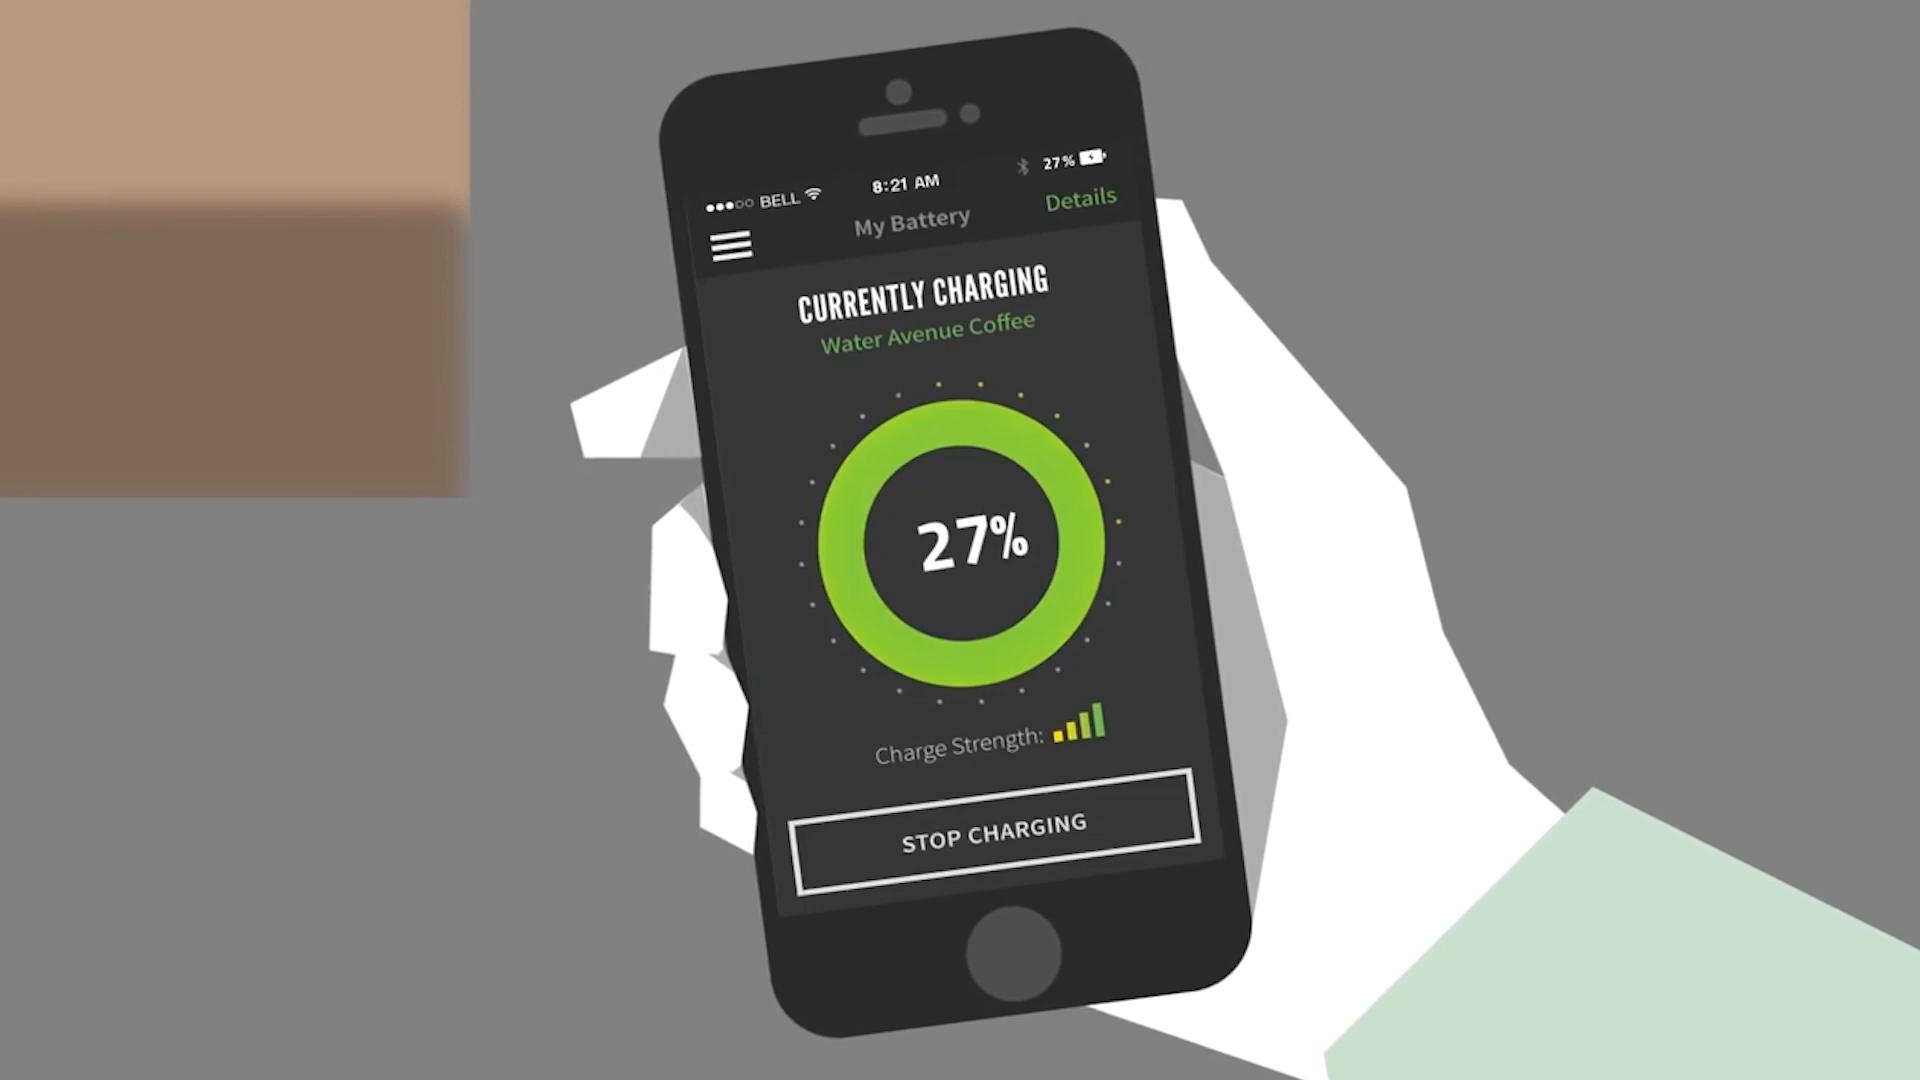 BELL 8:21 AM 27%
My Battery Details
CURRENTLY CHARGING
Water Avenue Coffee
27%
Charge Strength:
STOP CHARGING